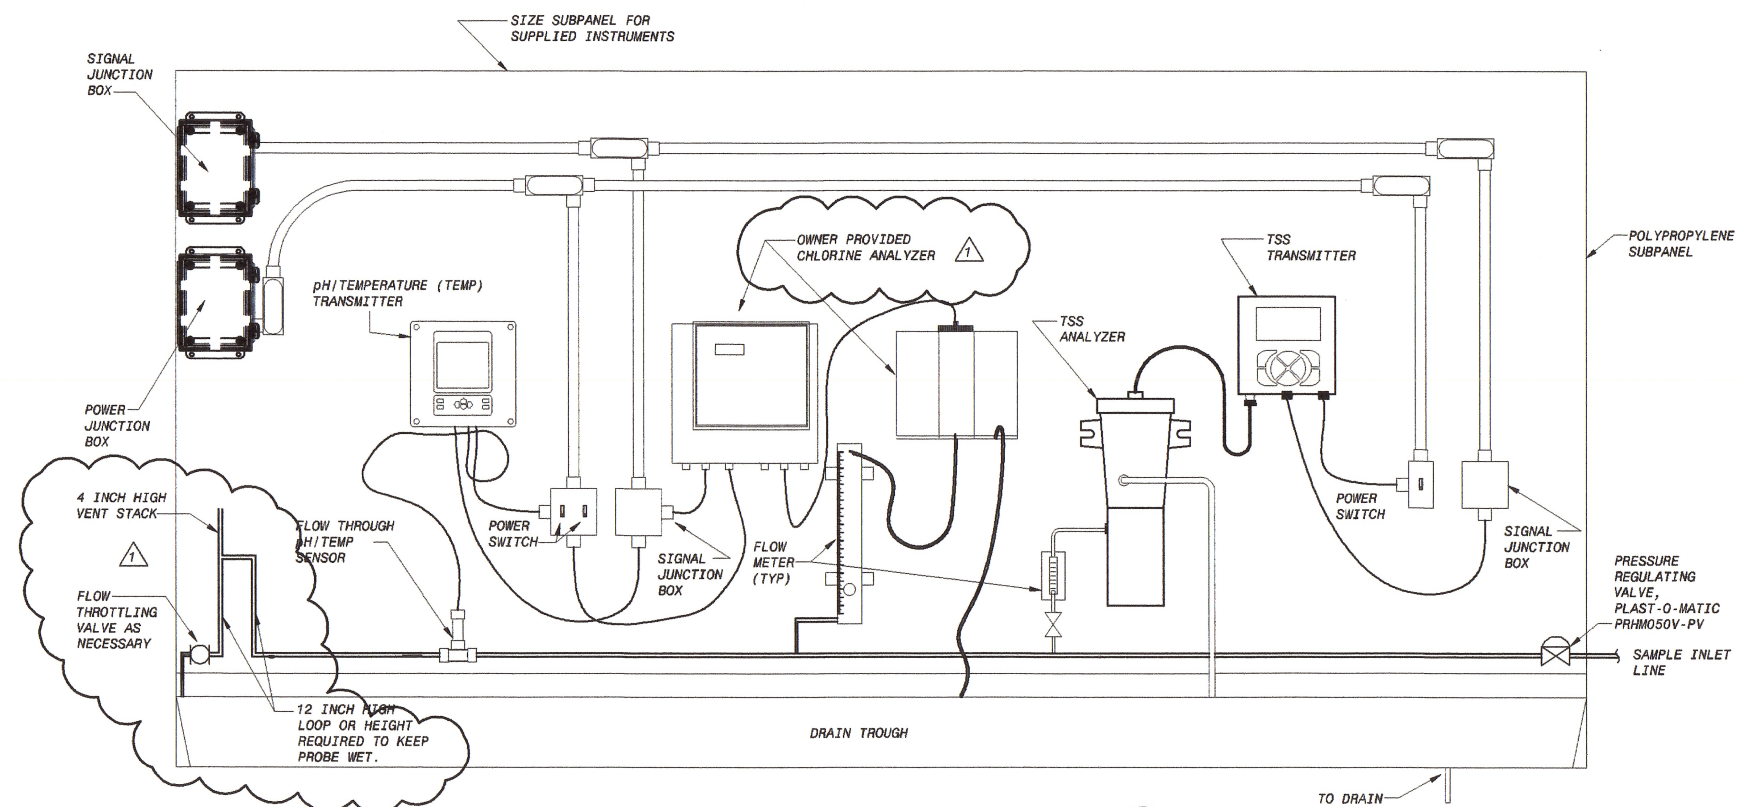 SIZE SUBPANEL FOR
SUPPLIED INSTRUMENTS
SIGNAL
JUNCTION
BOX
OWNER PROVIDED
CHLORINE ANALYZER
1
TSS
TRANSMITTER
POLYPROPYLENE
SUBPANEL
pH/TEMPERATURE (TEMP)
TRANSMITTER
TSS
ANALYZER
POWER
JUNCTION
BOX
4 INCH HIGH
VENT STACK
1
FLOW THROUGH
pH/TEMP
SENSOR
POWER
SWITCH
SIGNAL
JUNCTION
BOX
FLOW
METER
(TYP)
POWER
SWITCH
SIGNAL
JUNCTION
BOX
PRESSURE
REGULATING
VALVE,
PLAST-O-MATIC
PRHM050V-PV
FLOW
THROTTLING
VALVE AS
NECESSARY
SAMPLE INLET
LINE
12 INCH HIGH
LOOP OR HEIGHT
REQUIRED TO KEEP
PROBE WET.
DRAIN TROUGH
TO DRAIN